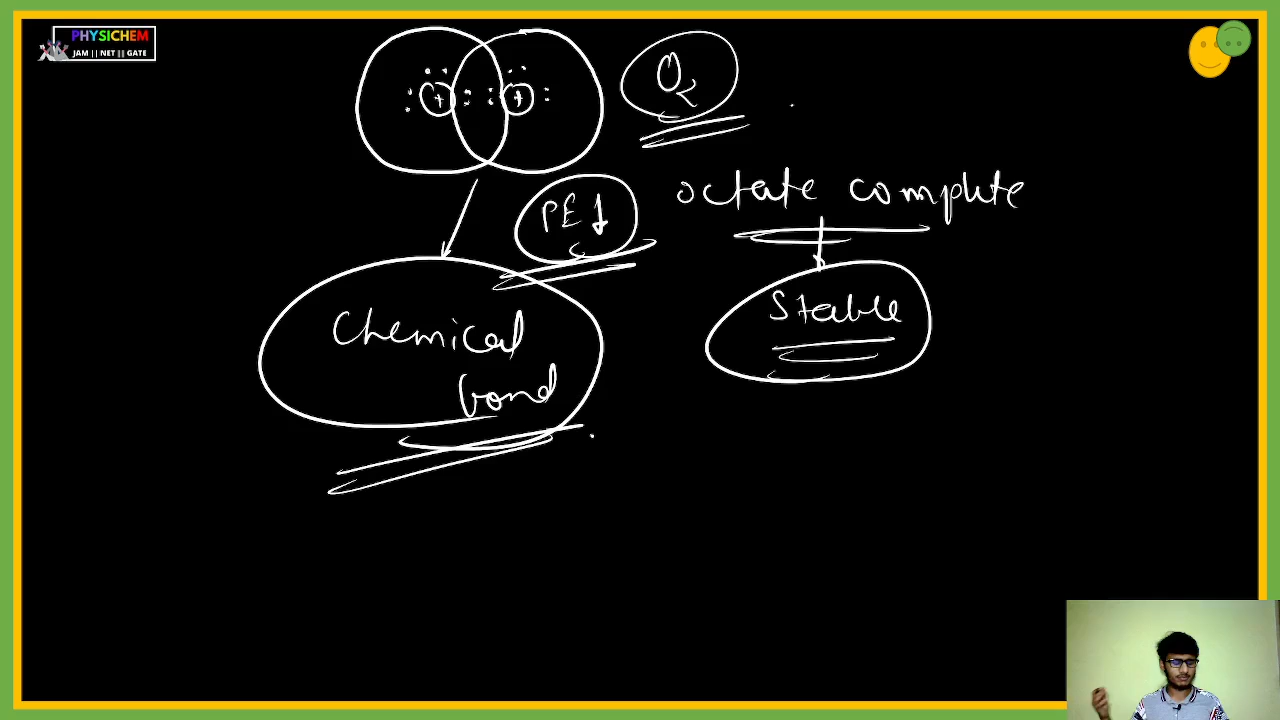 PHYSICHEM
JAM || NET || GATE
O2
PE↓
octate complete
Stable
Chemical
bond